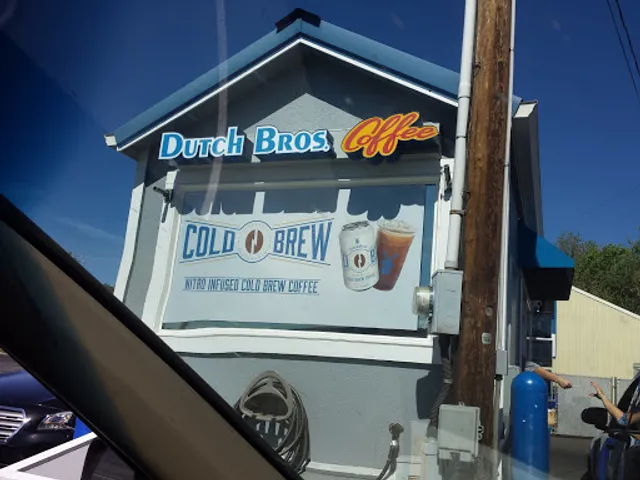 Dutch Bros. Coffee
COLD BREW
NITRO INFUSED COLD BREW COFFEE